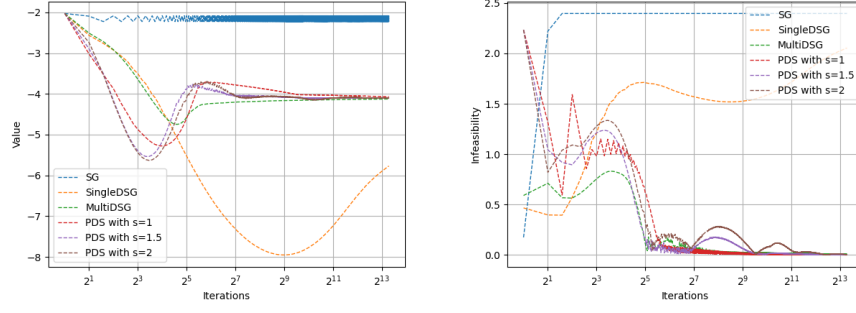 −2
−3
−4
−5
−6
−7
−8
Value
2^1
2^3
2^5
2^7
2^9
2^11
2^13
Iterations
SG
SingleDSG
MultiDSG
PDS with s=1
PDS with s=1.5
PDS with s=2
2.5
2.0
1.5
1.0
0.5
0.0
Infeasibility
2^1
2^3
2^5
2^7
2^9
2^11
2^13
Iterations
SG
SingleDSG
MultiDSG
PDS with s=1
PDS with s=1.5
PDS with s=2